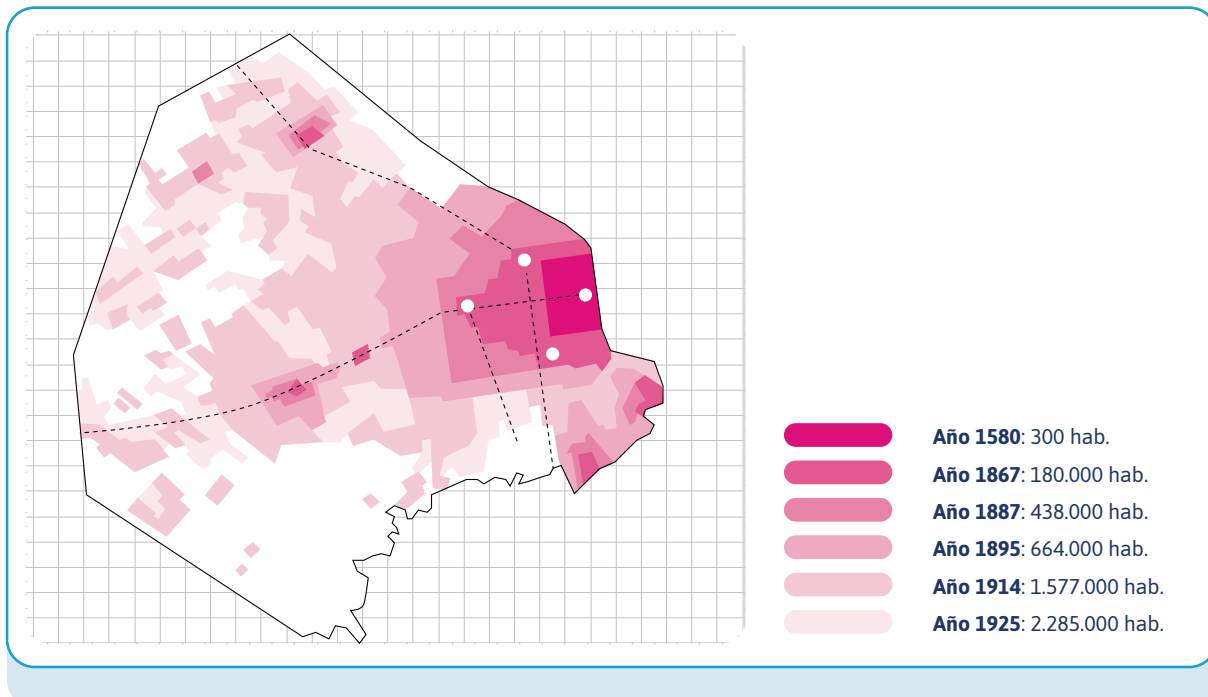 Año 1580: 300 hab.
Año 1867: 180.000 hab.
Año 1887: 438.000 hab.
Año 1895: 664.000 hab.
Año 1914: 1.577.000 hab.
Año 1925: 2.285.000 hab.